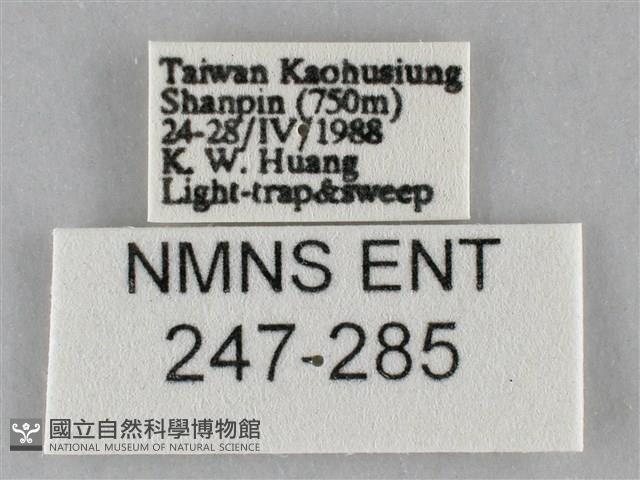 Taiwan Kaohusiung
Shanpin (750m)
24-28/IV/1988
K. W. Huang
Light-trap&sweep
NMNS ENT
247-285
國立自然科學博物館
NATIONAL MUSEUM OF NATURAL SCIENCE